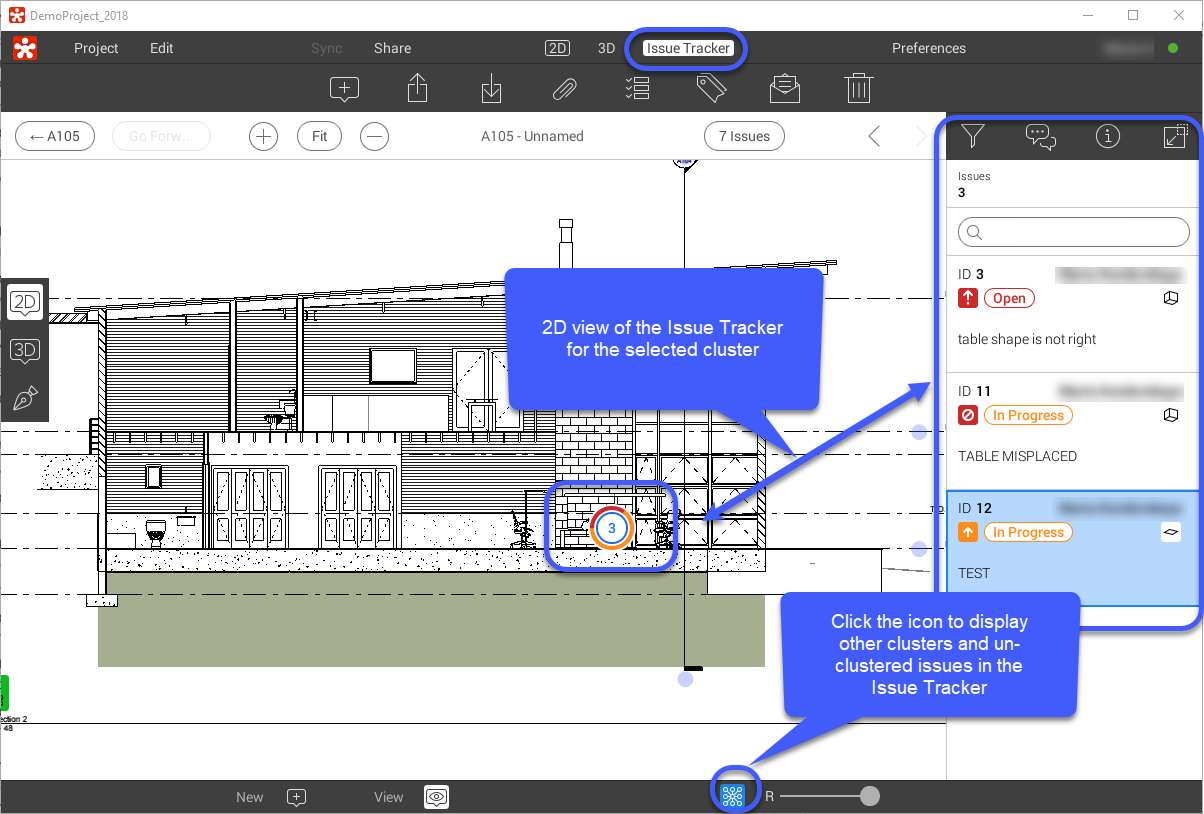 DemoProject_2018
Project Edit Sync Share 2D 3D Issue Tracker Preferences
← A105 Go Forw... Fit A105 - Unnamed 7 Issues
Issues
3
ID 3
Open
table shape is not right
ID 11
In Progress
TABLE MISPLACED
ID 12
In Progress
TEST
2D
3D
2D view of the Issue Tracker
for the selected cluster
3
Click the icon to display
other clusters and un-
clustered issues in the
Issue Tracker
ection 2
48
New View R